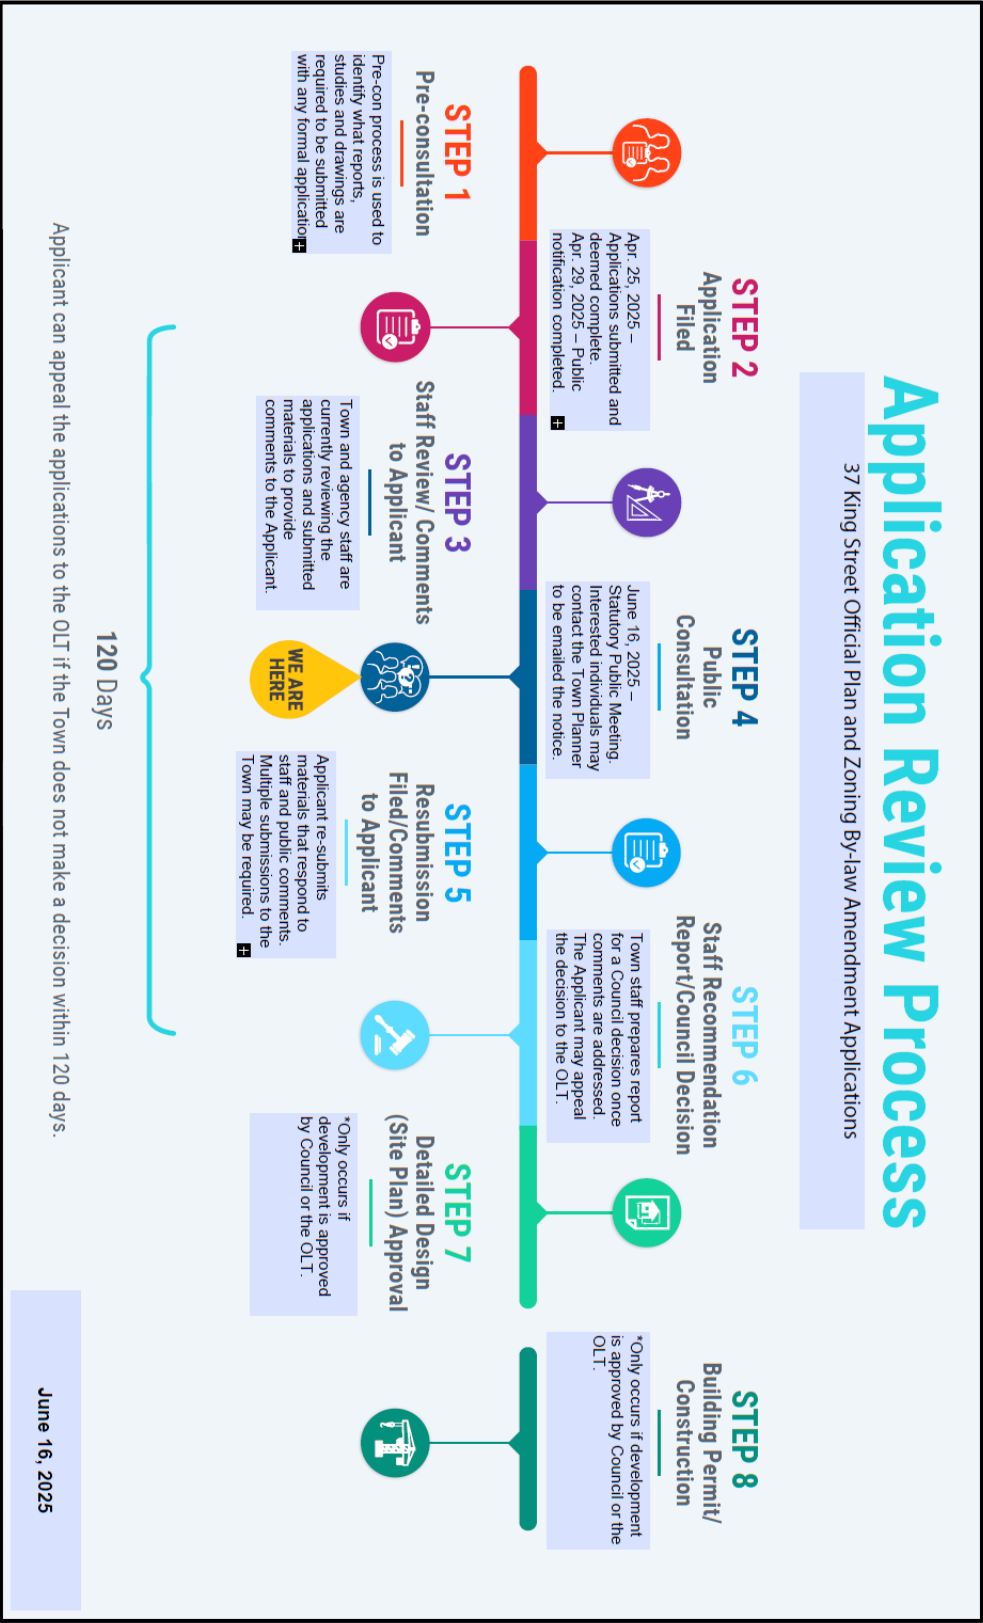 Application Review Process
37 King Street Official Plan and Zoning By-law Amendment Applications
STEP 1
Pre-consultation
Pre-con process is used to
identify what reports,
studies and drawings are
required to be submitted
with any formal application
STEP 2
Application
Filed
Apr. 25, 2025 –
Applications submitted and
deemed complete.
Apr. 29, 2025 – Public
notification completed.
STEP 3
Staff Review/ Comments
to Applicant
Town and agency staff are
currently reviewing the
applications and submitted
materials to provide
comments to the Applicant.
STEP 4
Public
Consultation
June 16, 2025 –
Statutory Public Meeting.
Interested individuals may
contact the Town Planner
to be emailed the notice.
WE ARE
HERE
STEP 5
Resubmission
Filed/Comments
to Applicant
Applicant re-submits
materials that respond to
staff and public comments.
Multiple submissions to the
Town may be required.
STEP 6
Staff Recommendation
Report/Council Decision
Town staff prepares report
for a Council decision once
comments are addressed.
The Applicant may appeal
the decision to the OLT.
STEP 7
Detailed Design
(Site Plan) Approval
*Only occurs if
development is approved
by Council or the OLT.
STEP 8
Building Permit/
Construction
*Only occurs if development
is approved by Council or the
OLT.
120 Days
Applicant can appeal the applications to the OLT if the Town does not make a decision within 120 days.
June 16, 2025